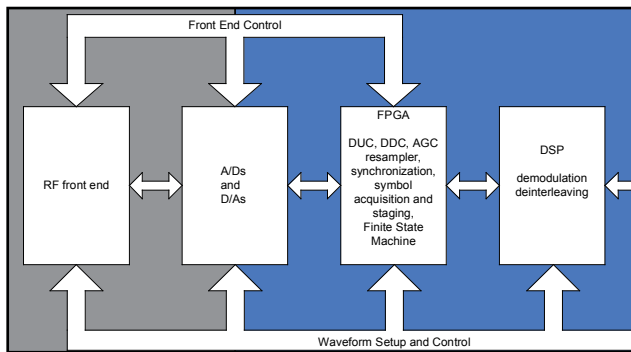 Front End Control
RF front end
A/Ds
and
D/As
FPGA
DUC, DDC, AGC
resampler,
synchronization,
symbol
acquisition and
staging,
Finite State
Machine
DSP
demodulation
deinterleaving
Waveform Setup and Control